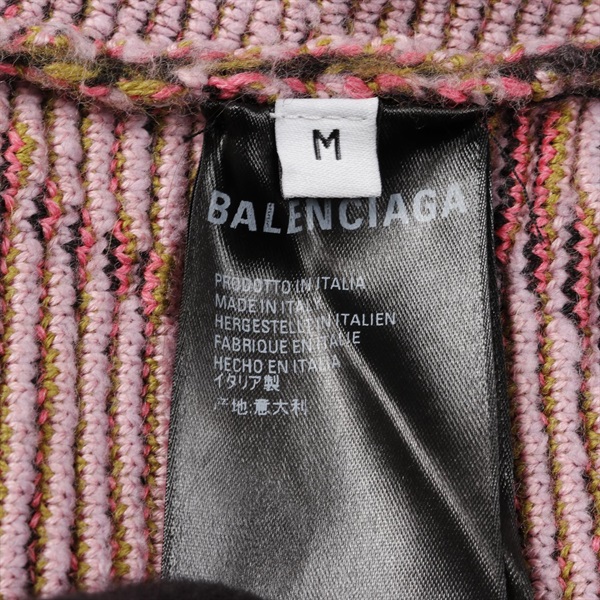 M
BALENCIAGA
PRODOTTO IN ITALIA
MADE IN ITALY
HERGESTELLT IN ITALIEN
FABRIQUE EN ITALIE
HECHO EN ITALIA
イタリア製
产地:意大利